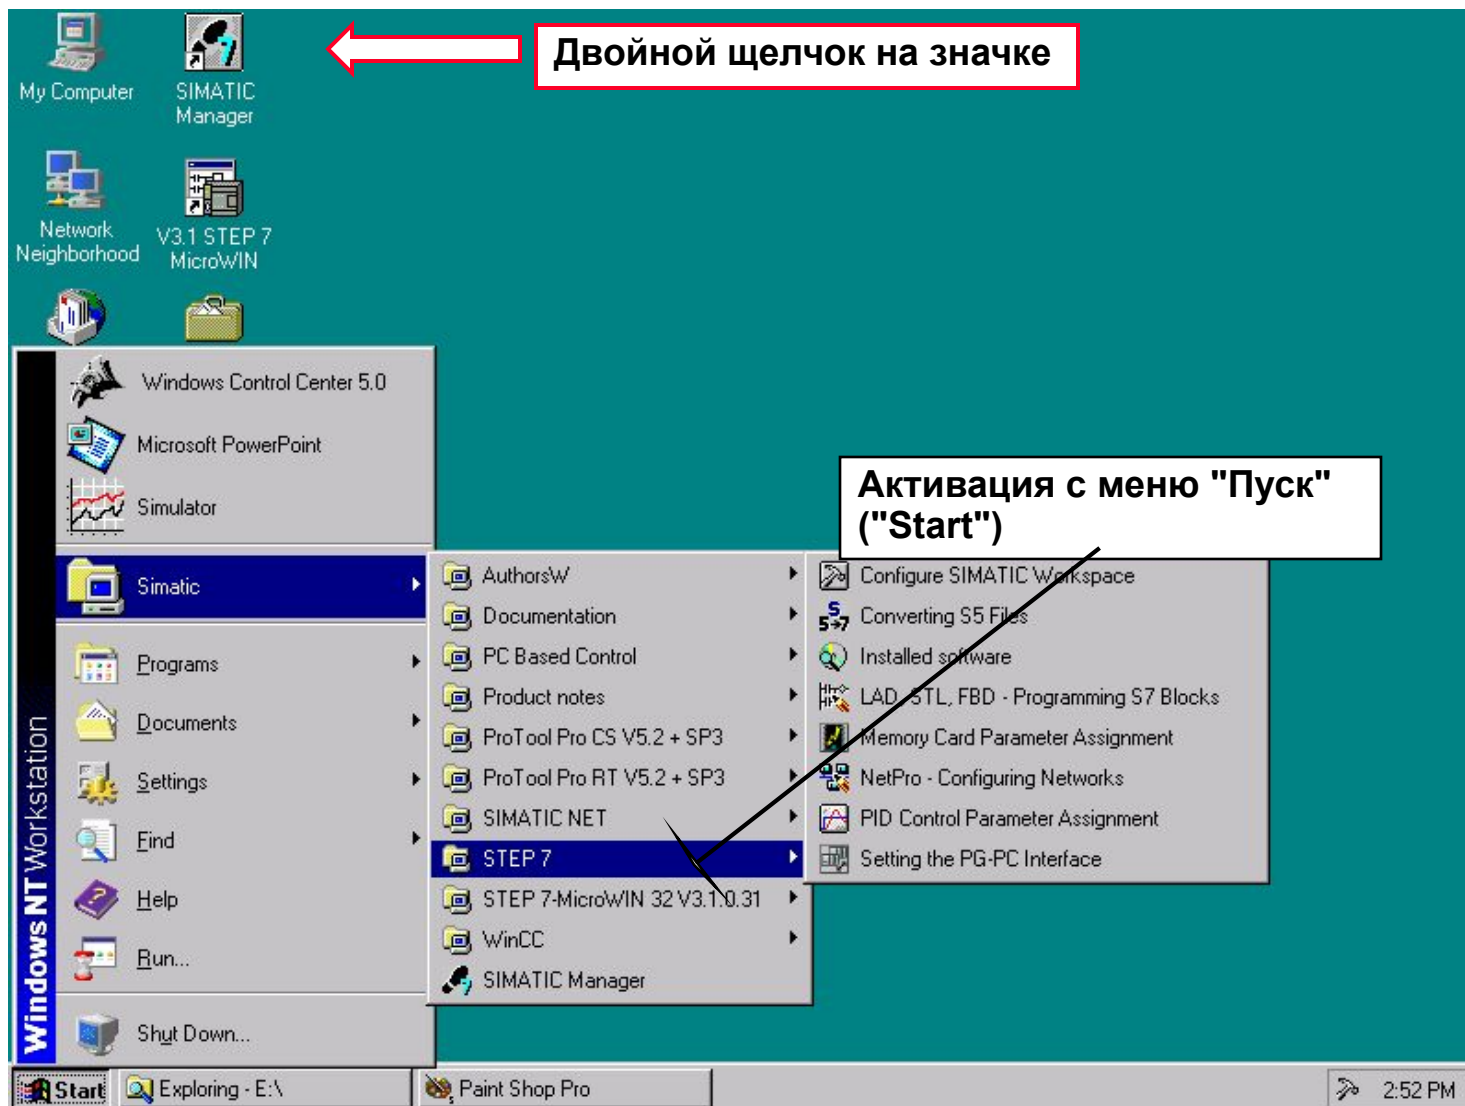 Двойной щелчок на значке
My Computer
SIMATIC
Manager
Network
Neighborhood
V3.1 STEP 7
MicroWIN
Windows Control Center 5.0
Microsoft PowerPoint
Simulator
Simatic
Programs
Documents
Settings
Find
Help
Run...
Shut Down...
Windows NT Workstation
AuthorsW
Documentation
PC Based Control
Product notes
ProTool Pro CS V5.2 + SP3
ProTool Pro RT V5.2 + SP3
SIMATIC NET
STEP 7
STEP 7-MicroWIN 32 V3.1.0.31
WinCC
SIMATIC Manager
Активация с меню "Пуск"
("Start")
Configure SIMATIC Workspace
Converting S5 Files
Installed software
LAD, STL, FBD - Programming S7 Blocks
Memory Card Parameter Assignment
NetPro - Configuring Networks
PID Control Parameter Assignment
Setting the PG-PC Interface
Start
Exploring - E:\
Paint Shop Pro
2:52 PM